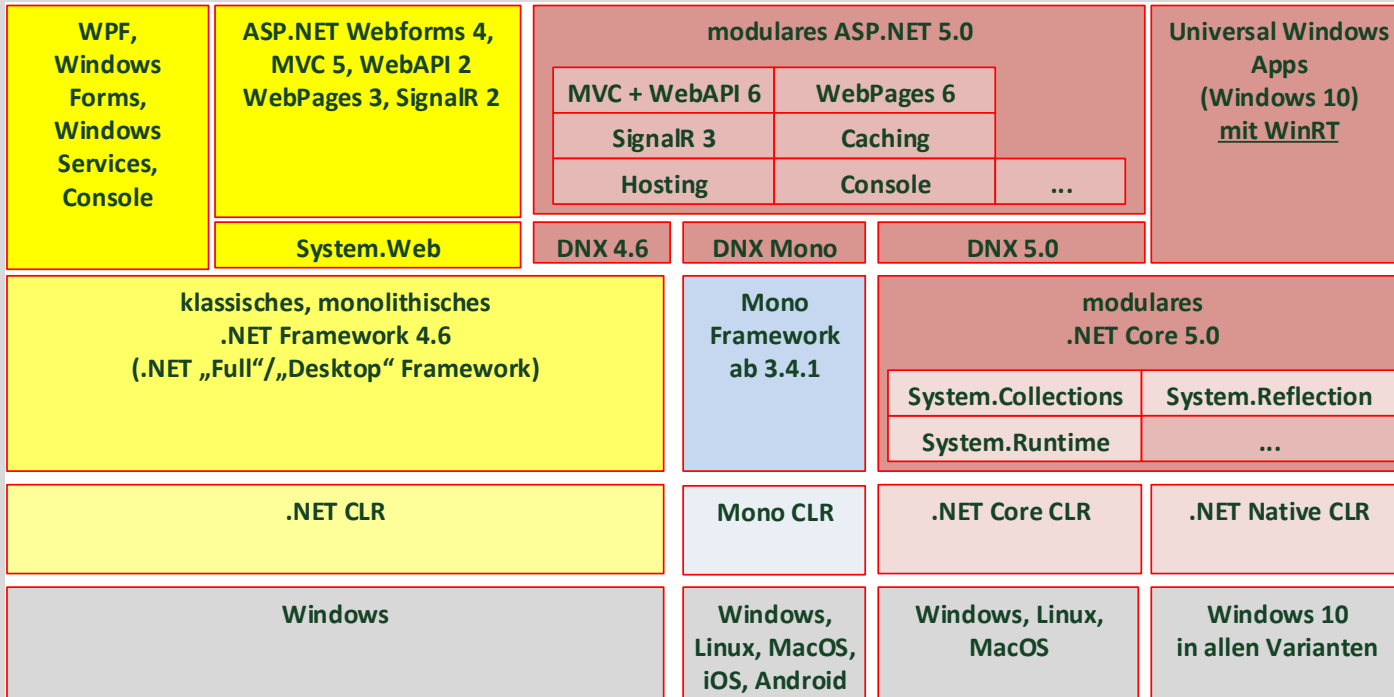 WPF,
Windows
Forms,
Windows
Services,
Console
ASP.NET Webforms 4,
MVC 5, WebAPI 2
WebPages 3, SignalR 2
modulares ASP.NET 5.0
MVC + WebAPI 6
WebPages 6
SignalR 3
Caching
Hosting
Console
...
Universal Windows
Apps
(Windows 10)
mit WinRT
System.Web
DNX 4.6
DNX Mono
DNX 5.0
klassisches, monolithisches
.NET Framework 4.6
(.NET „Full“/„Desktop“ Framework)
Mono
Framework
ab 3.4.1
modulares
.NET Core 5.0
System.Collections
System.Reflection
System.Runtime
...
.NET CLR
Mono CLR
.NET Core CLR
.NET Native CLR
Windows
Windows,
Linux, MacOS,
iOS, Android
Windows, Linux,
MacOS
Windows 10
in allen Varianten